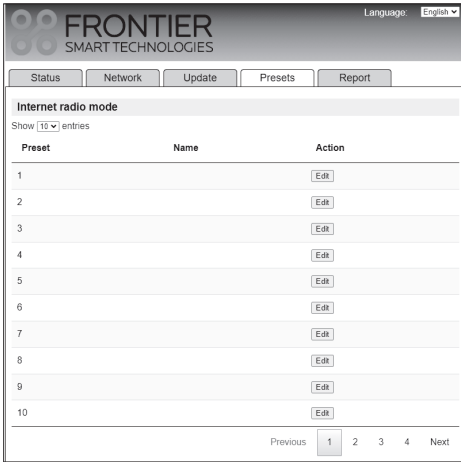 Language: English
FRONTIER
SMART TECHNOLOGIES
Status Network Update Presets Report
Internet radio mode
Show 10 entries
Preset Name Action
1 Edit
2 Edit
3 Edit
4 Edit
5 Edit
6 Edit
7 Edit
8 Edit
9 Edit
10 Edit
Previous 1 2 3 4 Next